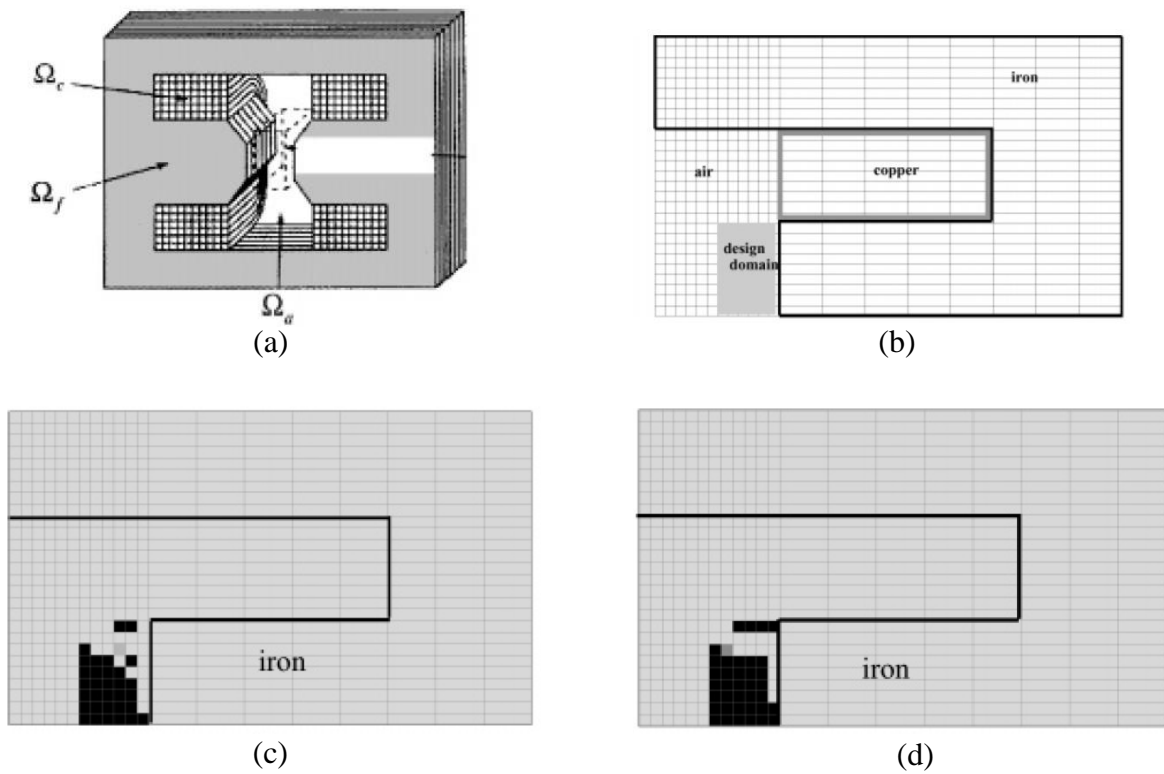 Ω_c
Ω_f
Ω_a
(a)
iron
air
copper
design
domain
(b)
iron
(c)
iron
(d)